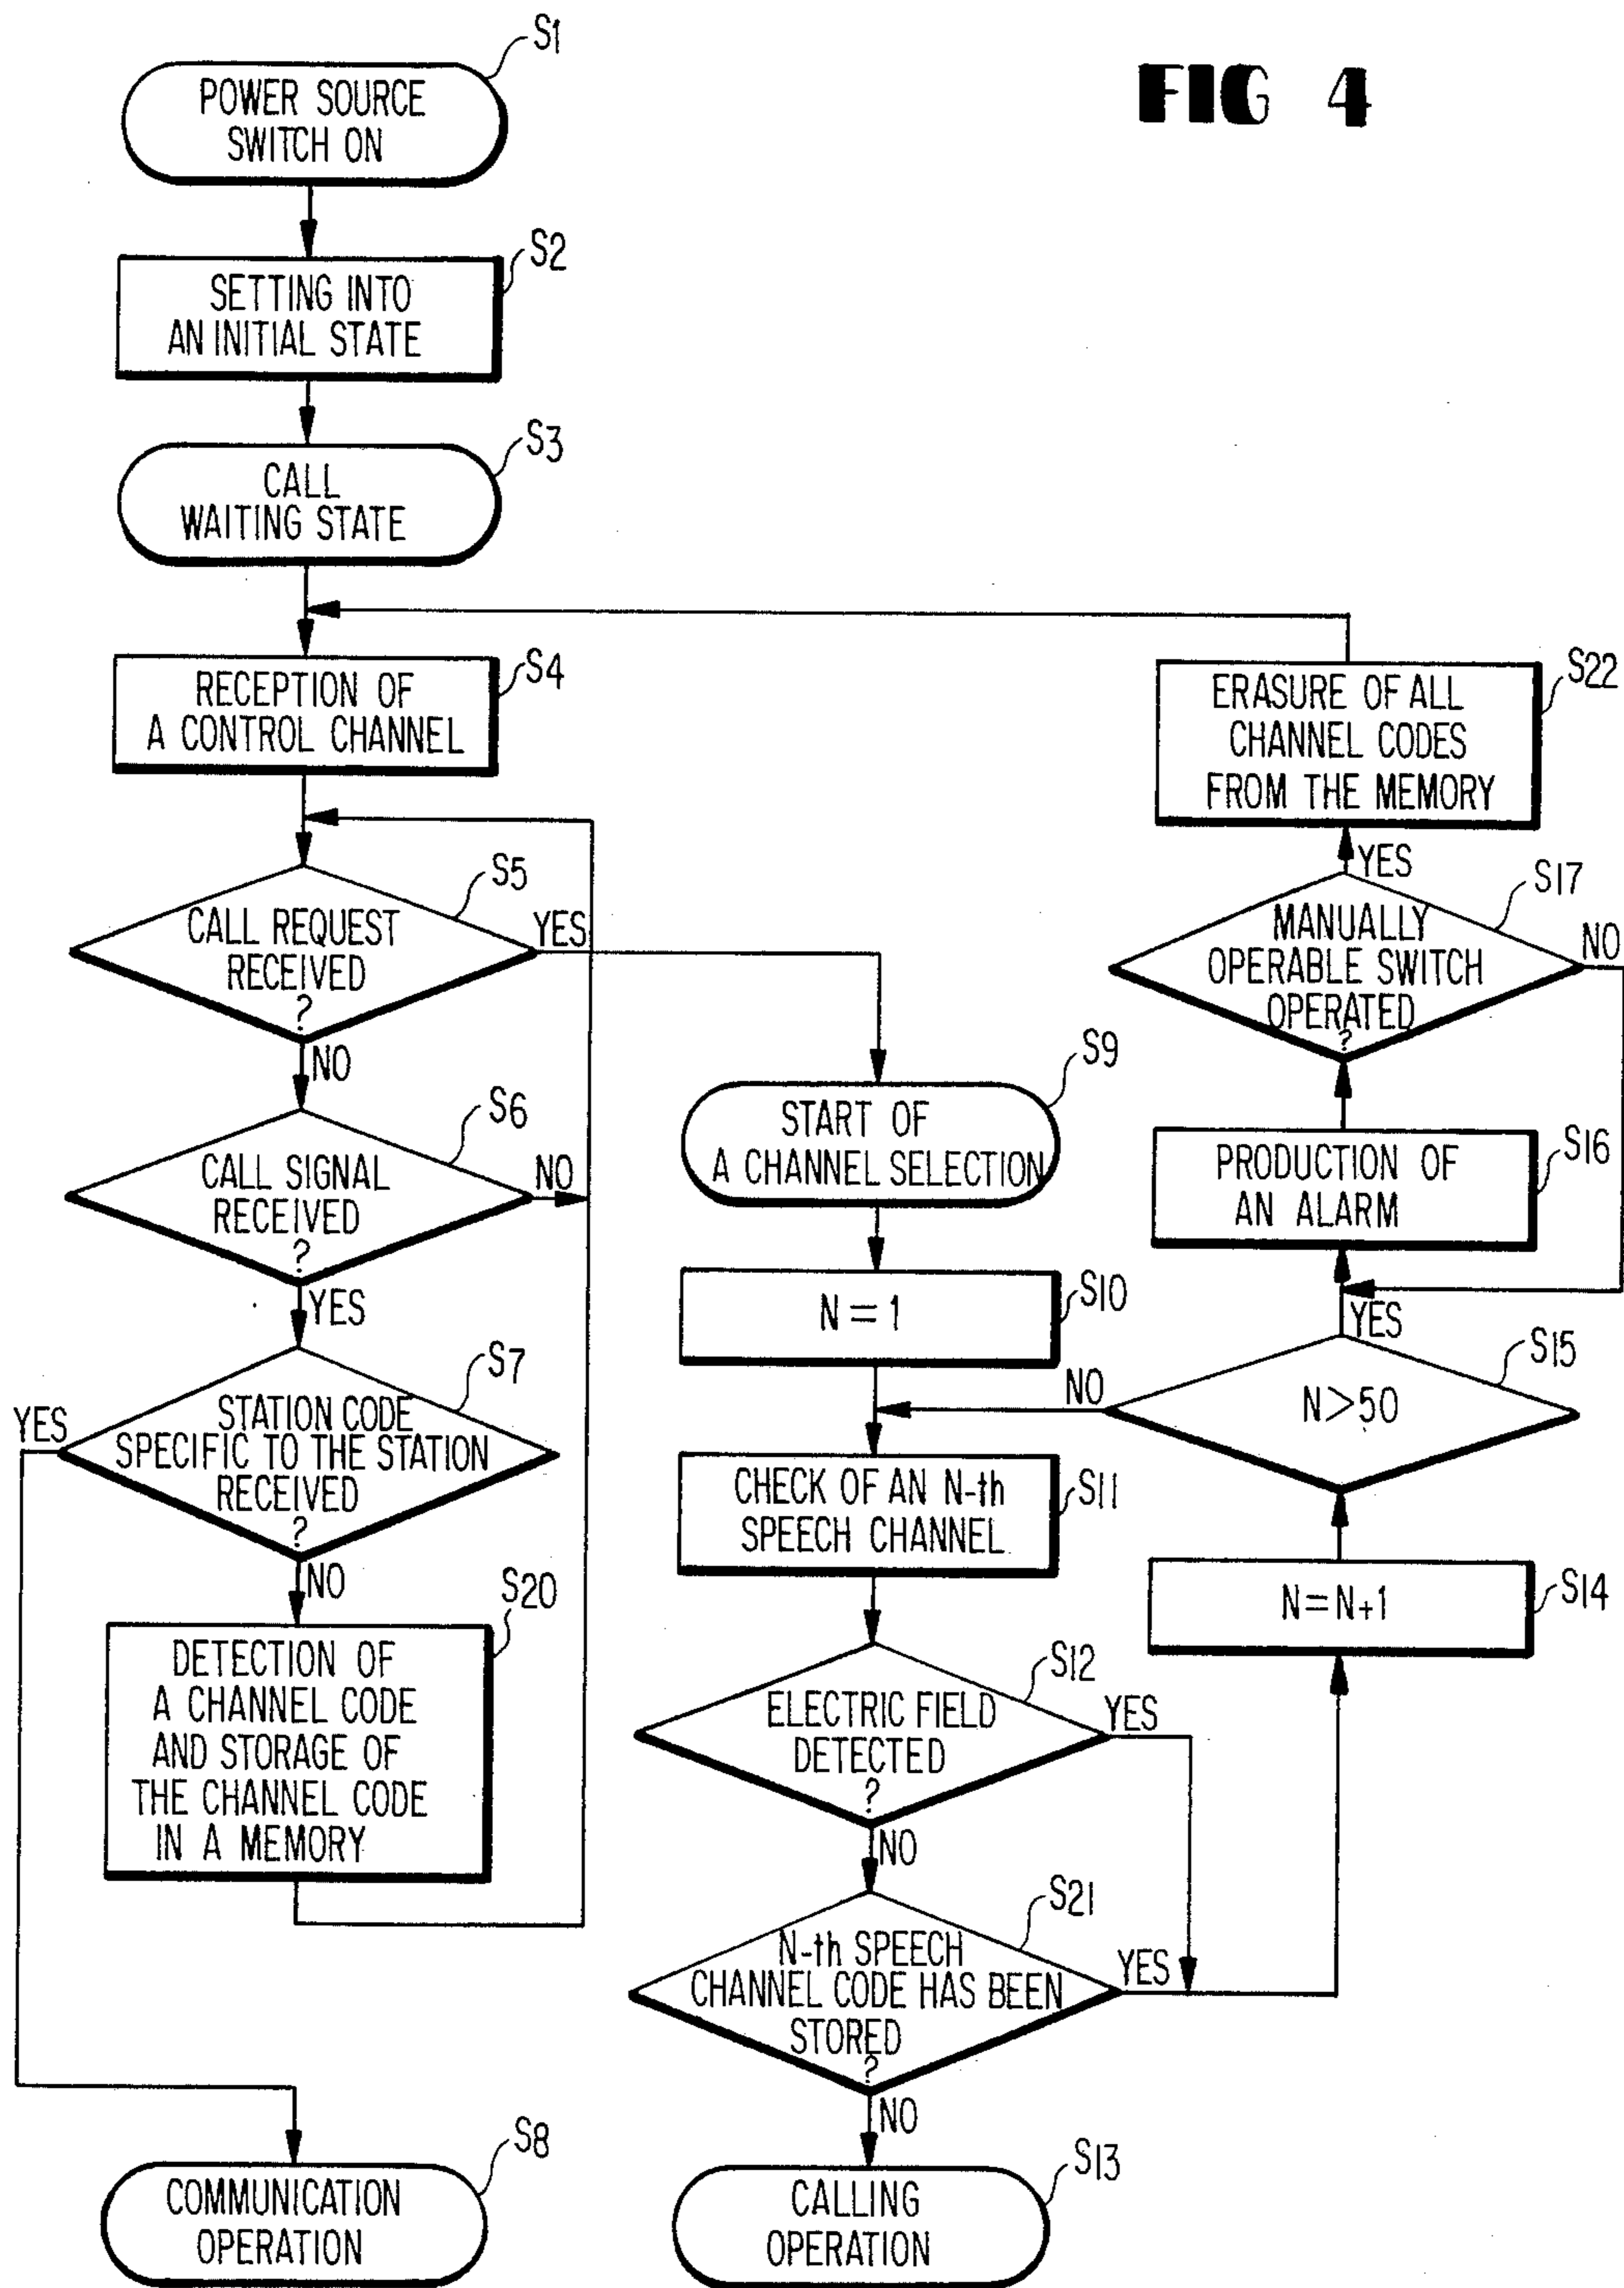 FIG 4
S1
POWER SOURCE
SWITCH ON
S2
SETTING INTO
AN INITIAL STATE
S3
CALL
WAITING STATE
S4
RECEPTION OF
A CONTROL CHANNEL
S5
CALL REQUEST
RECEIVED
?
YES
NO
S6
CALL SIGNAL
RECEIVED
?
NO
YES
S7
STATION CODE
SPECIFIC TO THE STATION
RECEIVED
?
YES
NO
S20
DETECTION OF
A CHANNEL CODE
AND STORAGE OF
THE CHANNEL CODE
IN A MEMORY
S8
COMMUNICATION
OPERATION
S9
START OF
A CHANNEL SELECTION
S10
N = 1
S11
CHECK OF AN N-th
SPEECH CHANNEL
S12
ELECTRIC FIELD
DETECTED
?
YES
NO
S21
N-th SPEECH
CHANNEL CODE HAS BEEN
STORED
?
YES
NO
S13
CALLING
OPERATION
S22
ERASURE OF ALL
CHANNEL CODES
FROM THE MEMORY
YES
S17
MANUALLY
OPERABLE SWITCH
OPERATED
?
NO
S16
PRODUCTION OF
AN ALARM
YES
S15
N>50
NO
S14
N=N+1